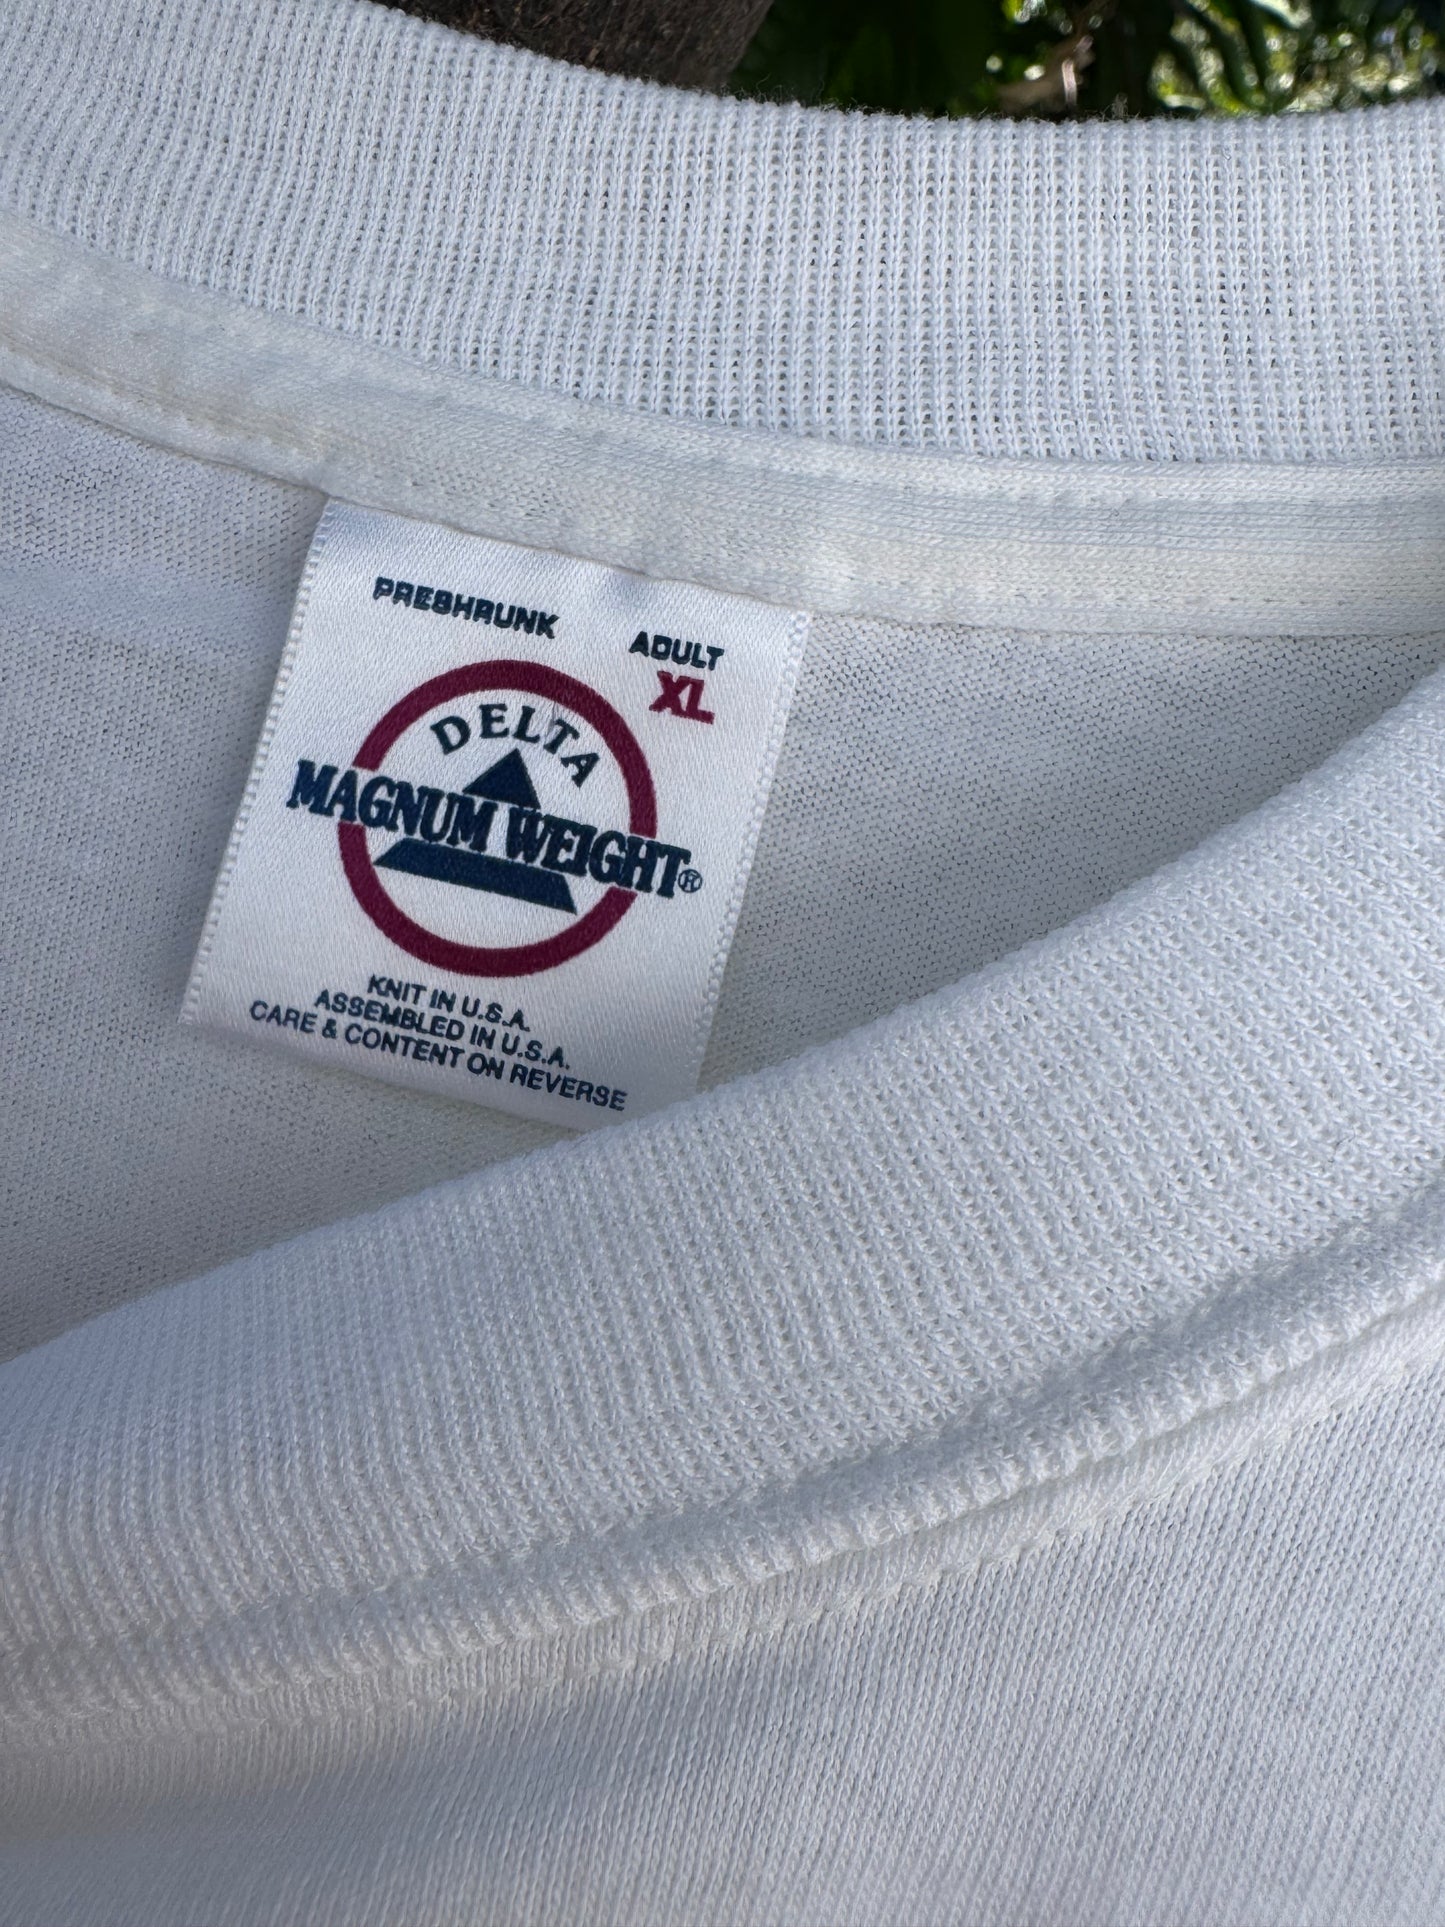 PRESHRUNK
ADULT
XL
DELTA
MAGNUM WEIGHT®
KNIT IN U.S.A.
ASSEMBLED IN U.S.A.
CARE & CONTENT ON REVERSE